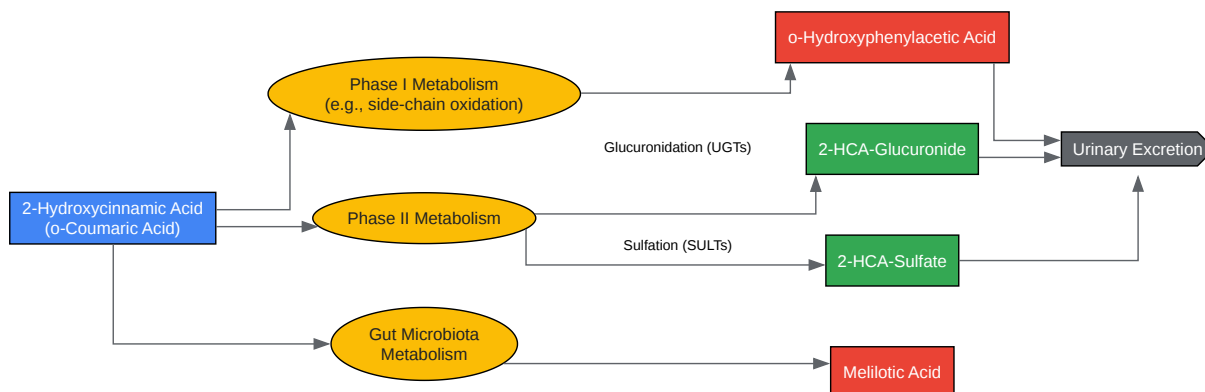 o-Hydroxyphenylacetic Acid
Phase I Metabolism
(e.g., side-chain oxidation)
Glucuronidation (UGTs)
2-HCA-Glucuronide
Urinary Excretion
2-Hydroxycinnamic Acid
(o-Coumaric Acid)
Phase II Metabolism
Sulfation (SULTs)
2-HCA-Sulfate
Gut Microbiota
Metabolism
Melilotic Acid